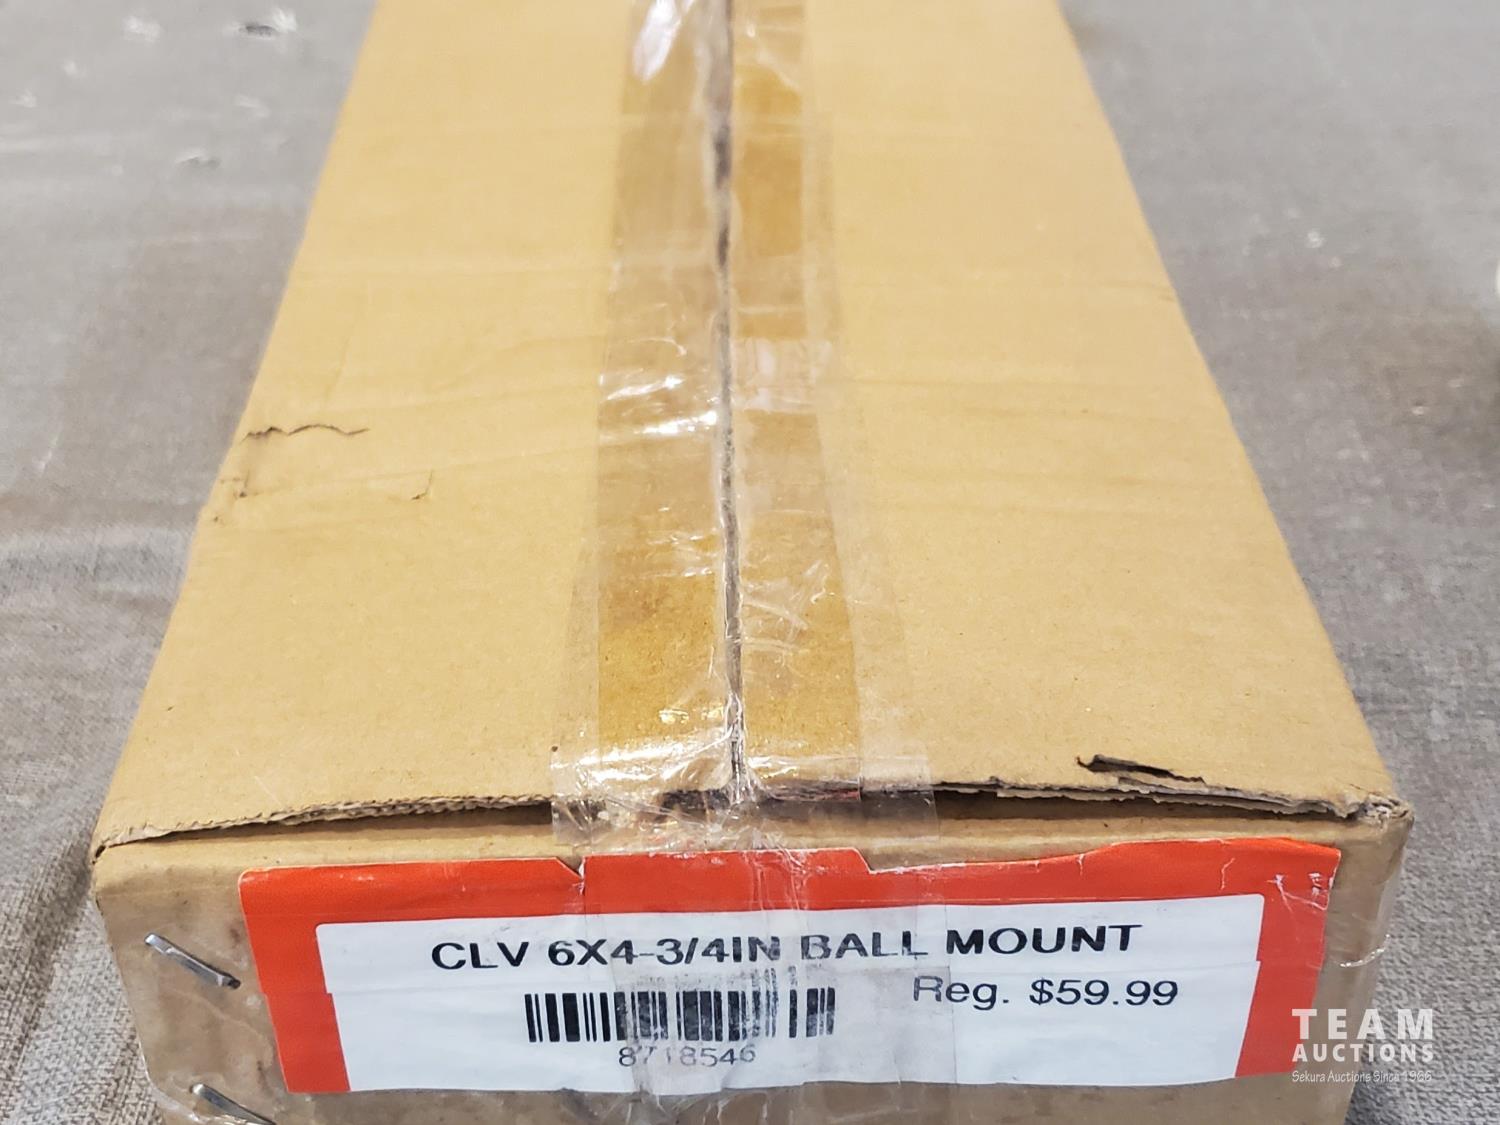 CLV 6X4-3/4IN BALL MOUNT
Reg. $59.99
8718546
TEAM
AUCTIONS
Sekura Auctions Since 1966